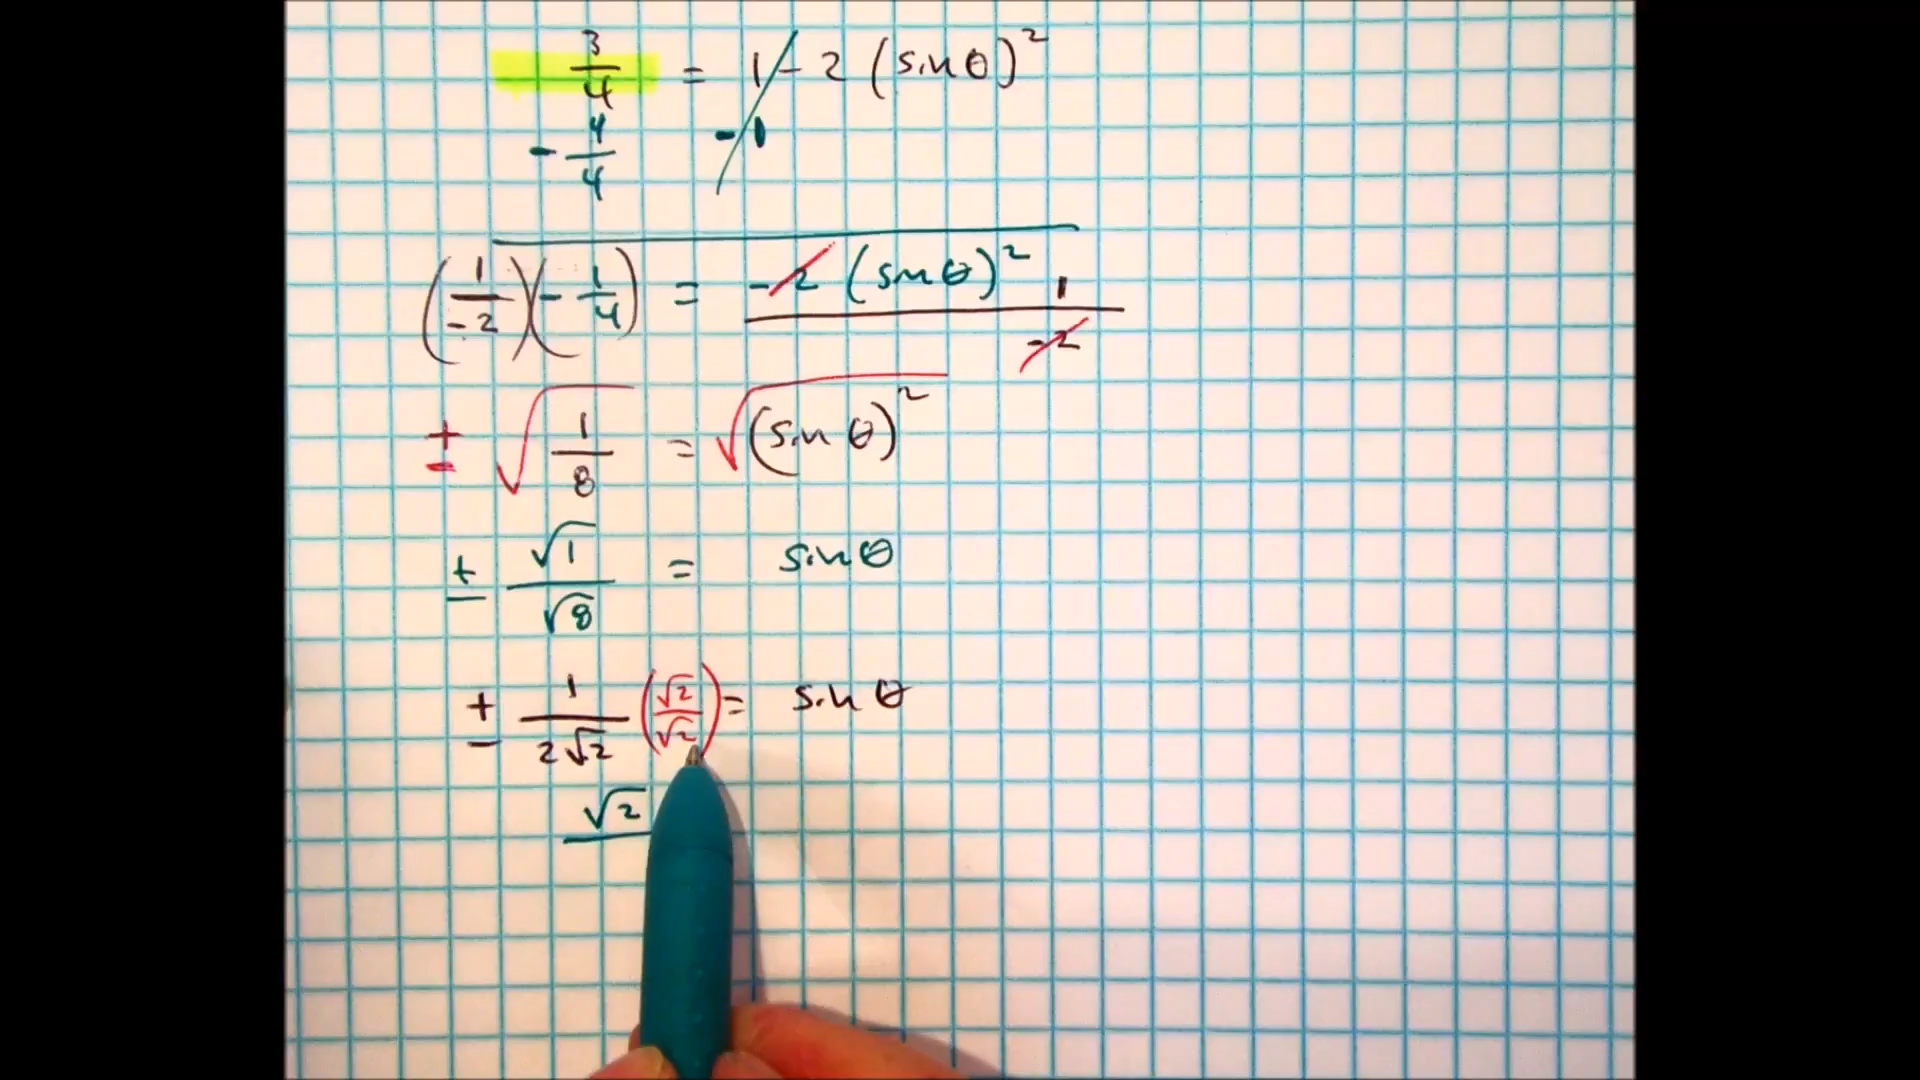 3/4 = 1 - 2 (sin θ)²
- 4/4 -1
(1/-2)(- 1/4) = -2 (sin θ)² 1 / -2
± √(1/8) = √(sin θ)²
± √1/√8 = sin θ
± 1/2√2 (√2/√2) = sin θ
√2